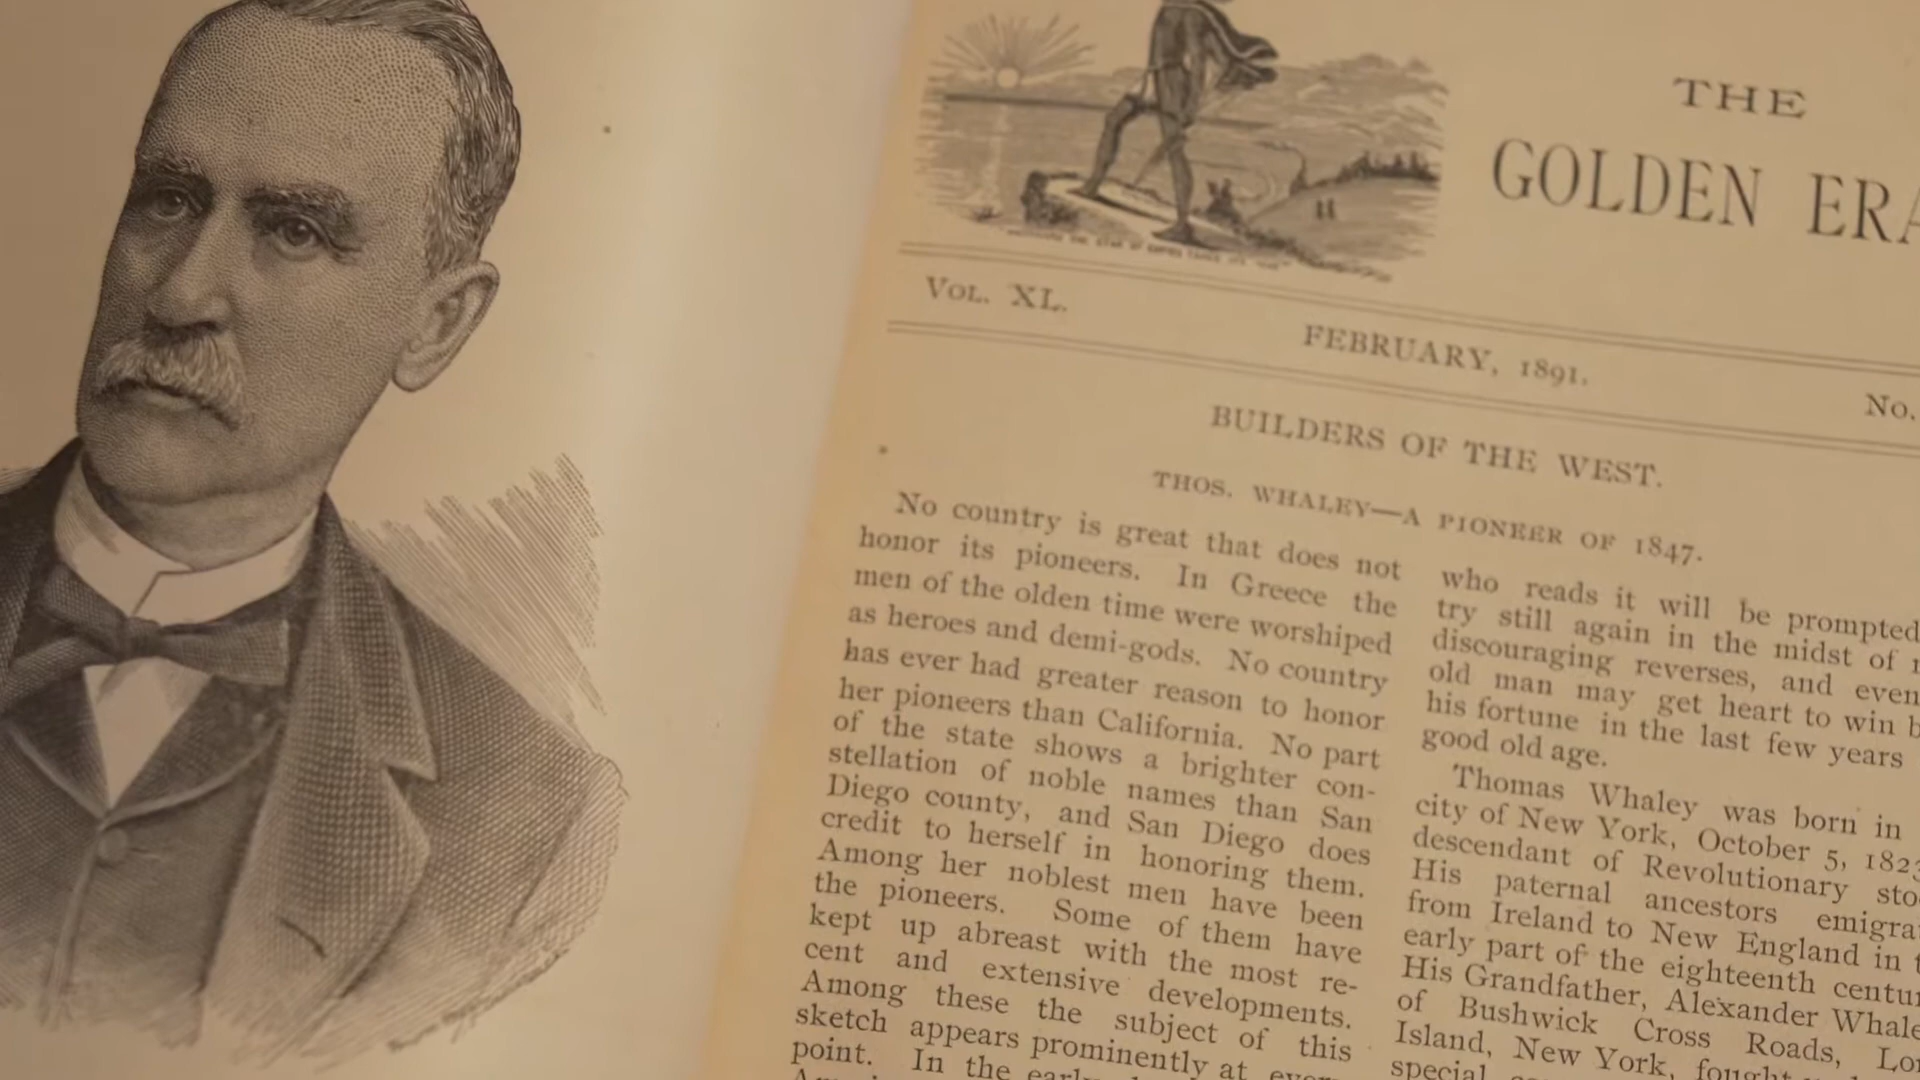 THE
GOLDEN ERA
VOL. XL.
FEBRUARY, 1891.
No.
BUILDERS OF THE WEST.
THOS. WHALEY—A PIONEER OF 1847.
No country is great that does not
honor its pioneers. In Greece the
men of the olden time were worshiped
as heroes and demi-gods. No country
has ever had greater reason to honor
her pioneers than California. No part
of the state shows a brighter con-
stellation of noble names than San
Diego county, and San Diego does
credit to herself in honoring them.
Among her noblest men have been
the pioneers. Some of them have
kept up abreast with the most re-
cent and extensive developments.
Among these the subject of this
sketch appears prominently at every
point. In the early
who reads it will be prompted
try still again in the midst of
discouraging reverses, and even
old man may get heart to win
his fortune in the last few years
good old age.
Thomas Whaley was born in
city of New York, October 5, 1823
descendant of Revolutionary
His paternal ancestors
from Ireland to New England in
early part of the eighteenth
His Grandfather, Alexander
of Bushwick Cross Roads,
Island, New York, fought
special